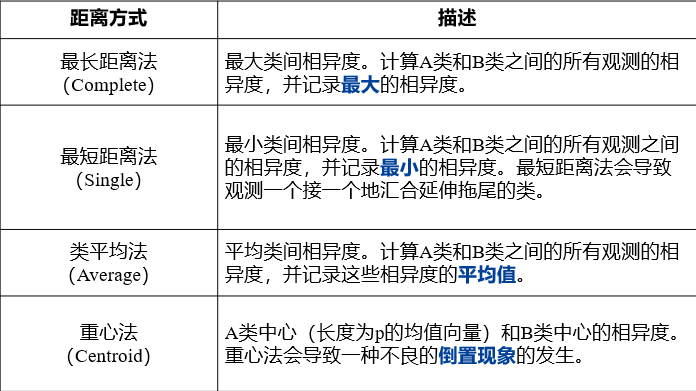 距离方式
描述
最长距离法
（Complete）
最大类间相异度。计算A类和B类之间的所有观测的相
异度，并记录最大的相异度。
最短距离法
（Single）
最小类间相异度。计算A类和B类之间的所有观测之间
的相异度，并记录最小的相异度。最短距离法会导致
观测一个接一个地汇合延伸拖尾的类。
类平均法
（Average）
平均类间相异度。计算A类和B类之间的所有观测的相
异度，并记录这些相异度的平均值。
重心法
（Centroid）
A类中心（长度为p的均值向量）和B类中心的相异度。
重心法会导致一种不良的倒置现象的发生。